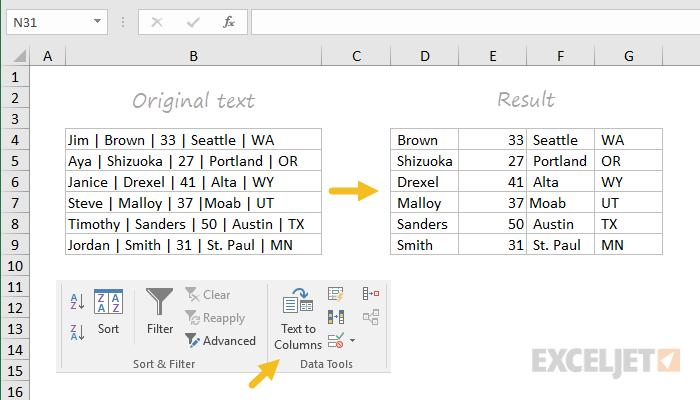 N31 fx
A B C D E F G
1
2 Original text Result
3
4 Jim | Brown | 33 | Seattle | WA Brown 33 Seattle WA
5 Aya | Shizuoka | 27 | Portland | OR Shizuoka 27 Portland OR
6 Janice | Drexel | 41 | Alta | WY Drexel 41 Alta WY
7 Steve | Malloy | 37 |Moab | UT Malloy 37 Moab UT
8 Timothy | Sanders | 50 | Austin | TX Sanders 50 Austin TX
9 Jordan | Smith | 31 | St. Paul | MN Smith 31 St. Paul MN
10
11
12
13
14
15
16
A Z Z A Z A A Z Clear
Z A Sort Filter Reapply Text to
Advanced Columns
Sort & Filter Data Tools
EXCELJET